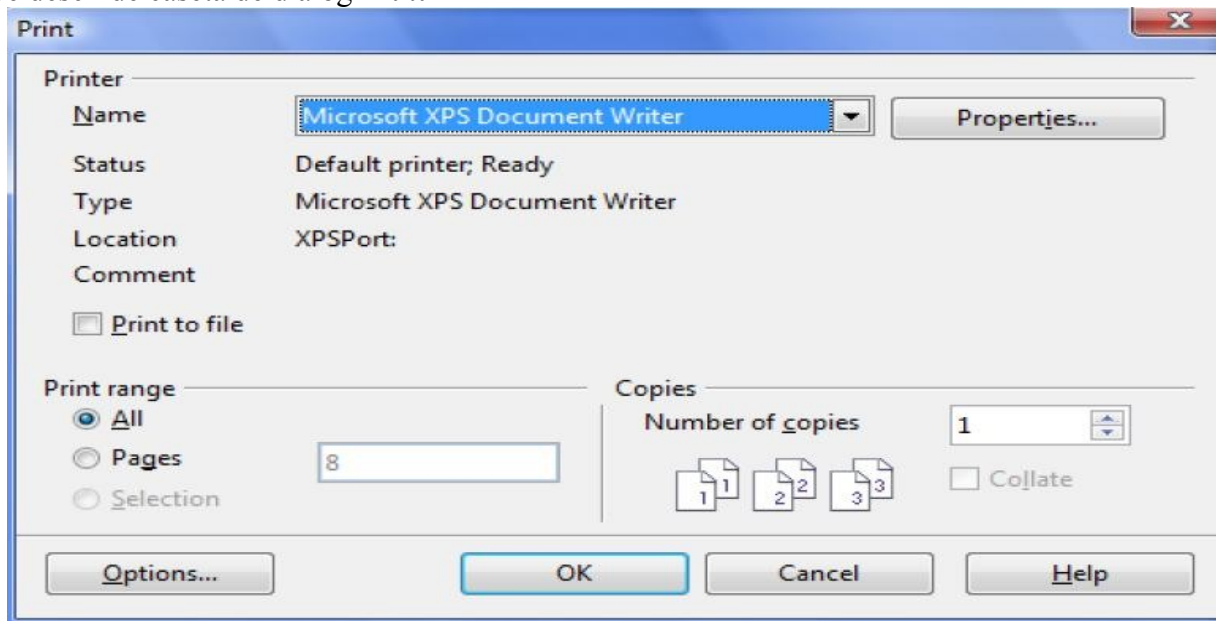 Print
Printer
Name Microsoft XPS Document Writer Properties...
Status Default printer; Ready
Type Microsoft XPS Document Writer
Location XPSPort:
Comment
Print to file
Print range Copies
All Number of copies 1
Pages 8
1 1 2 2 3 3 Collate
Selection
Options... OK Cancel Help